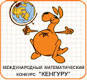 МЕЖДУНАРОДНЫЙ МАТЕМАТИЧЕСКИЙ
КОНКУРС "КЕНГУРУ"